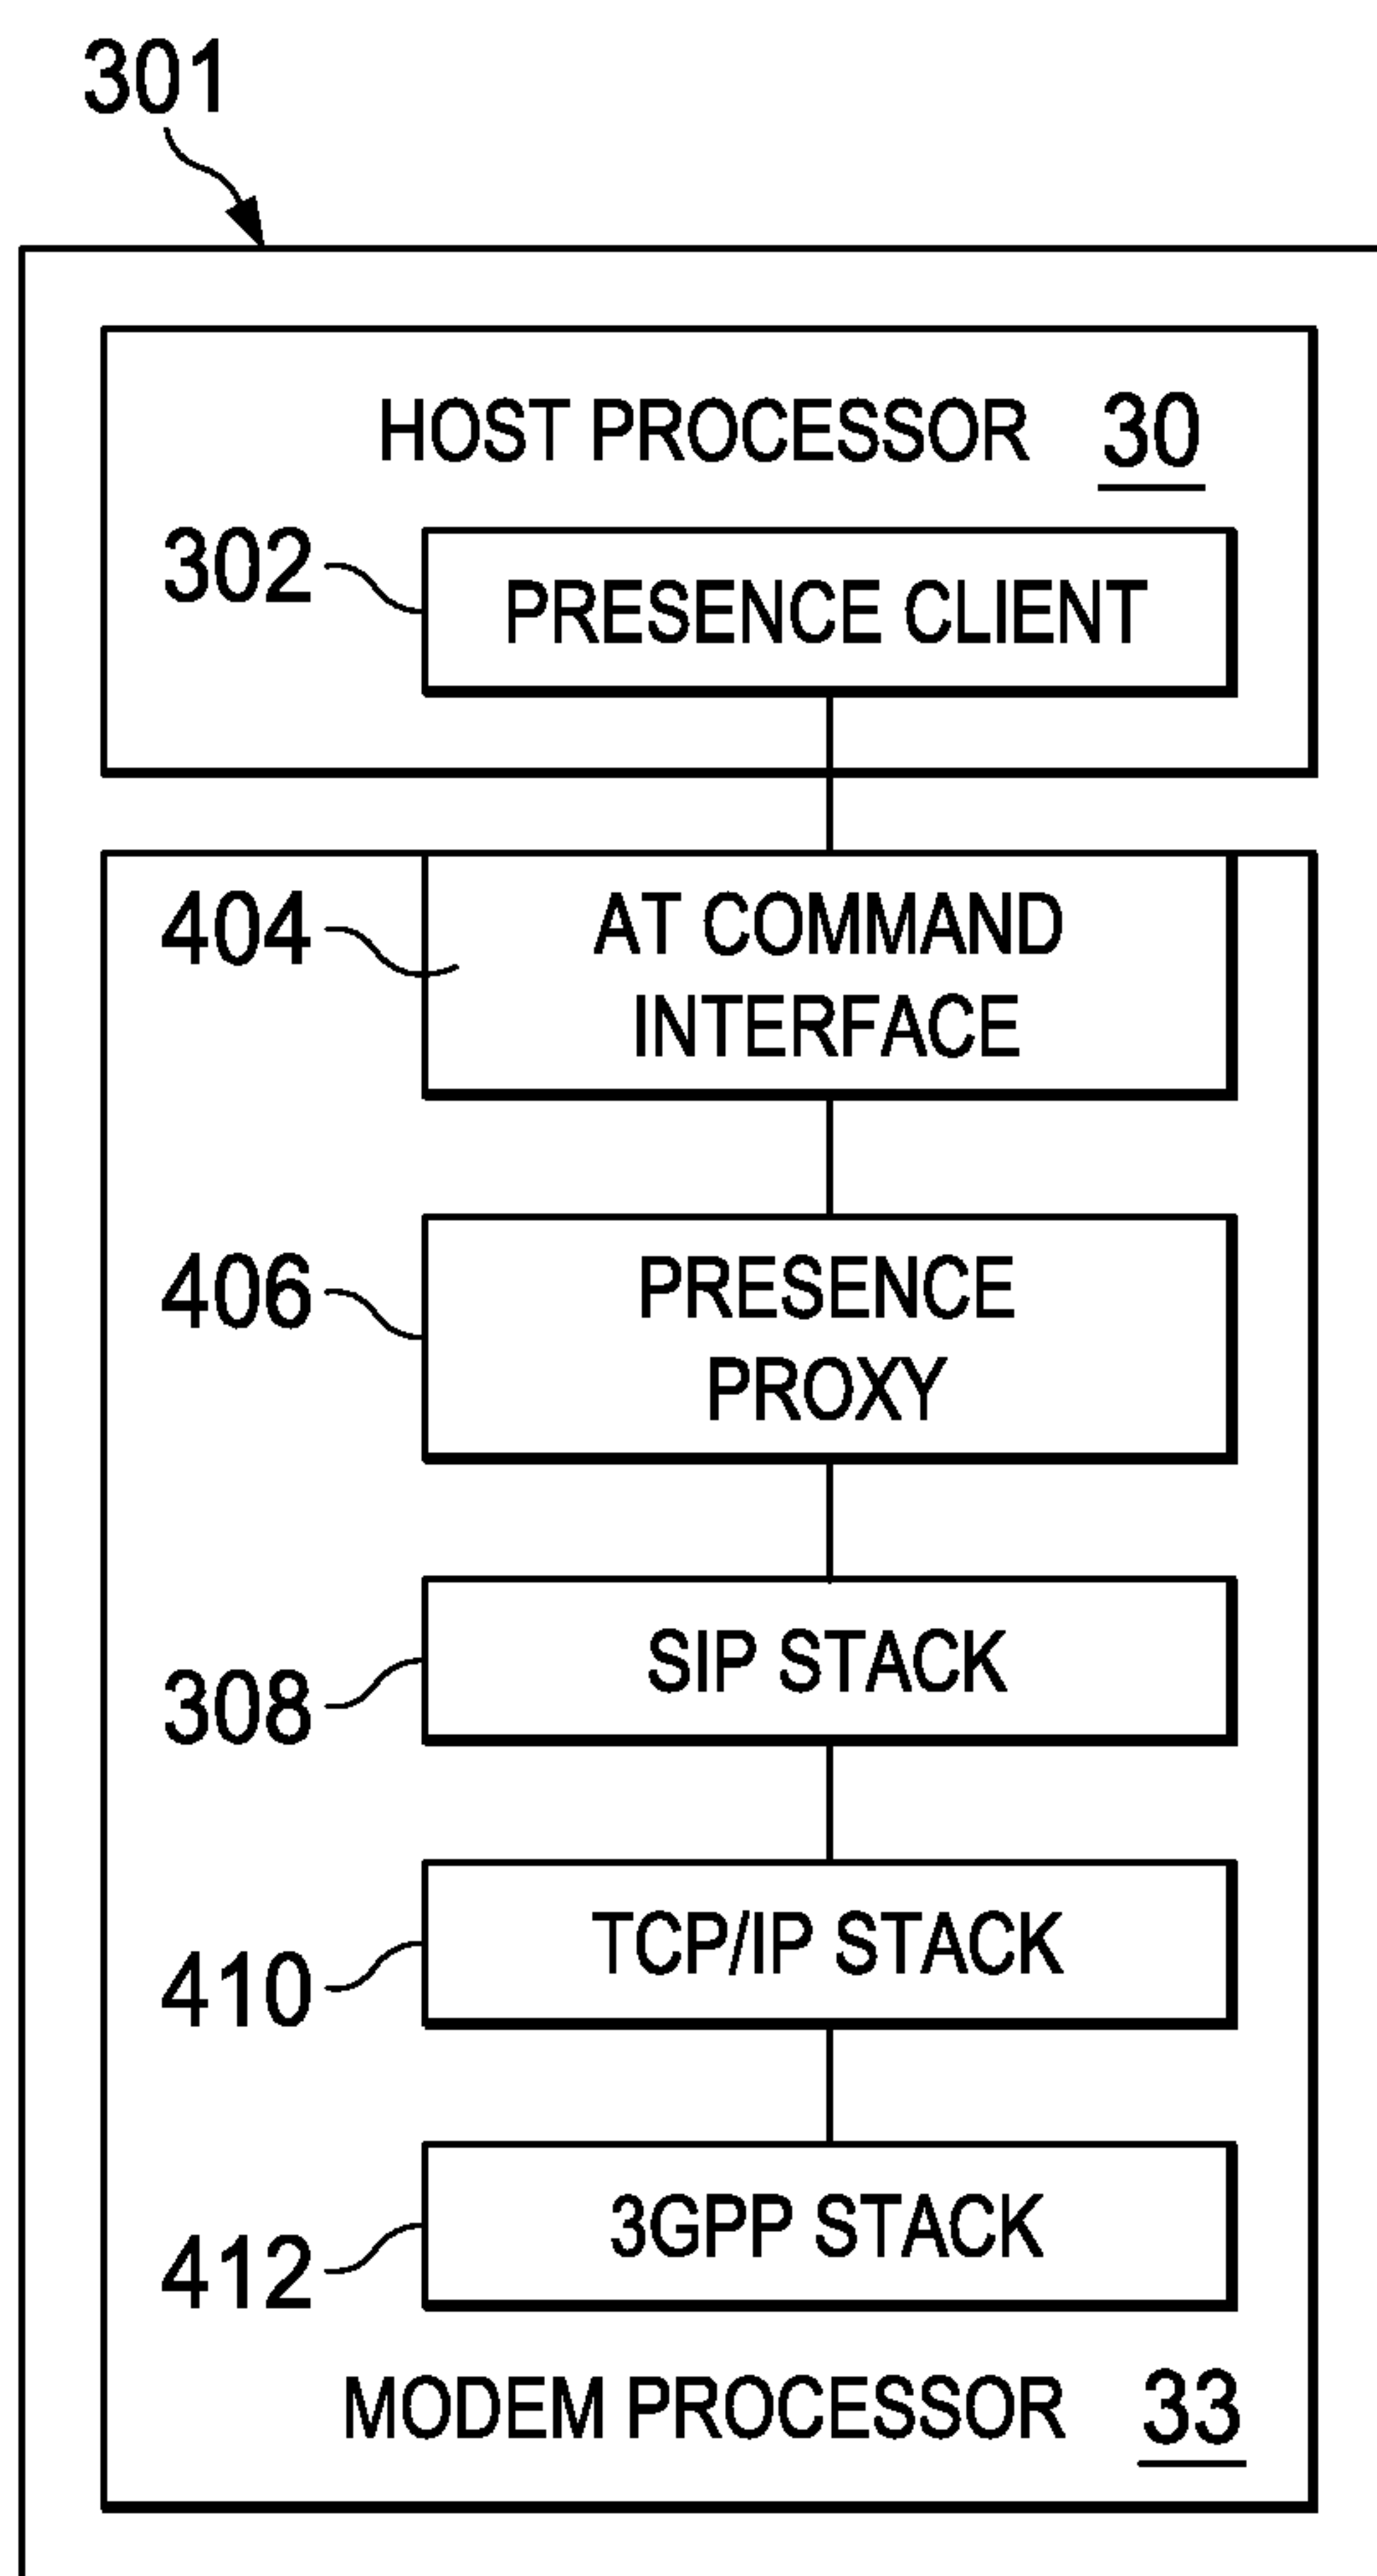 301
HOST PROCESSOR 30
302 PRESENCE CLIENT
404 AT COMMAND
INTERFACE
406 PRESENCE
PROXY
308 SIP STACK
410 TCP/IP STACK
412 3GPP STACK
MODEM PROCESSOR 33